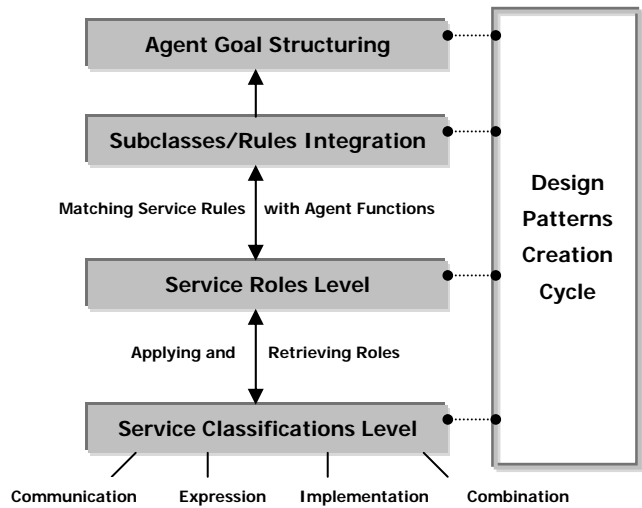 Agent Goal Structuring
Subclasses/Rules Integration
Matching Service Rules with Agent Functions
Service Roles Level
Applying and Retrieving Roles
Service Classifications Level
Communication Expression Implementation Combination
Design
Patterns
Creation
Cycle